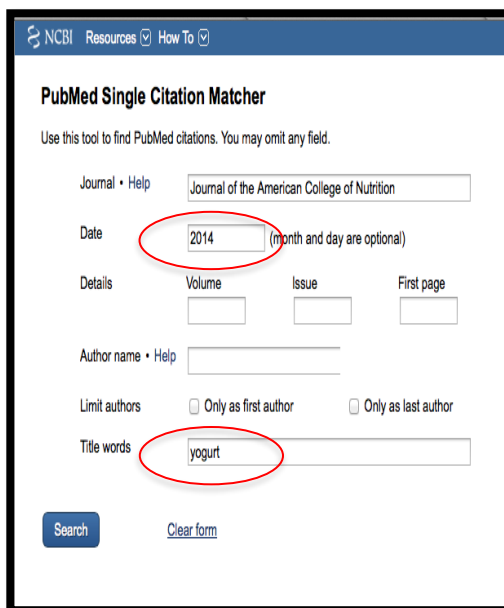 NCBI Resources How To
PubMed Single Citation Matcher
Use this tool to find PubMed citations. You may omit any field.
Journal • Help Journal of the American College of Nutrition
Date 2014 (month and day are optional)
Details Volume Issue First page
Author name • Help
Limit authors Only as first author Only as last author
Title words yogurt
Search Clear form